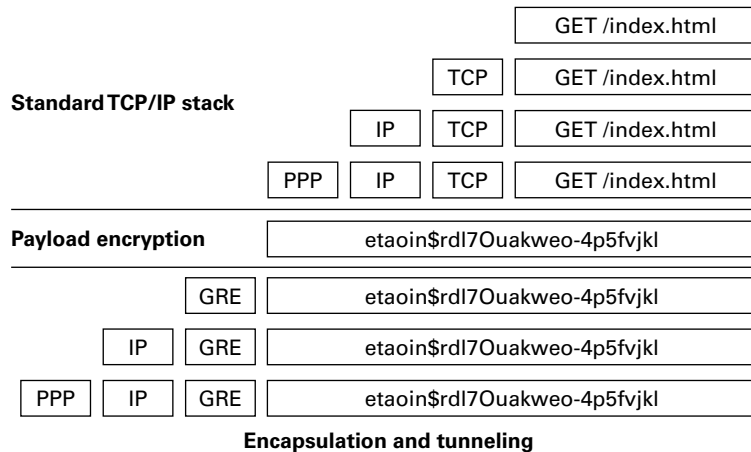 GET /index.html
TCP GET /index.html
Standard TCP/IP stack
IP TCP GET /index.html
PPP IP TCP GET /index.html
Payload encryption etaoin$rdl7Ouakweo-4p5fvjkl
GRE etaoin$rdl7Ouakweo-4p5fvjkl
IP GRE etaoin$rdl7Ouakweo-4p5fvjkl
PPP IP GRE etaoin$rdl7Ouakweo-4p5fvjkl
Encapsulation and tunneling